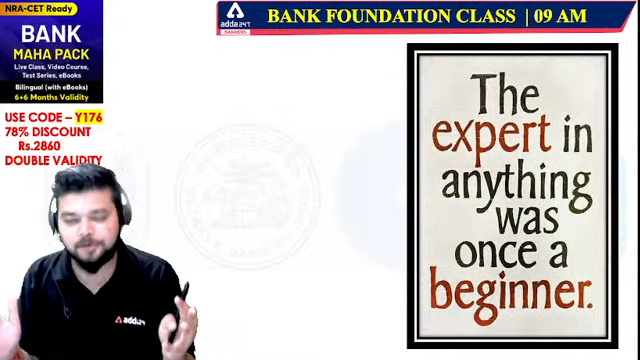 NRA-CET Ready
BANK
MAHA PACK
Live Class, Video Course,
Test Series, eBooks
Bilingual (with eBooks)
6+6 Months Validity
USE CODE – Y176
78% DISCOUNT
Rs.2860
DOUBLE VALIDITY
adda247
BANKERS
BANK FOUNDATION CLASS | 09 AM
The
expert in
anything
was
once a
beginner.
adda247